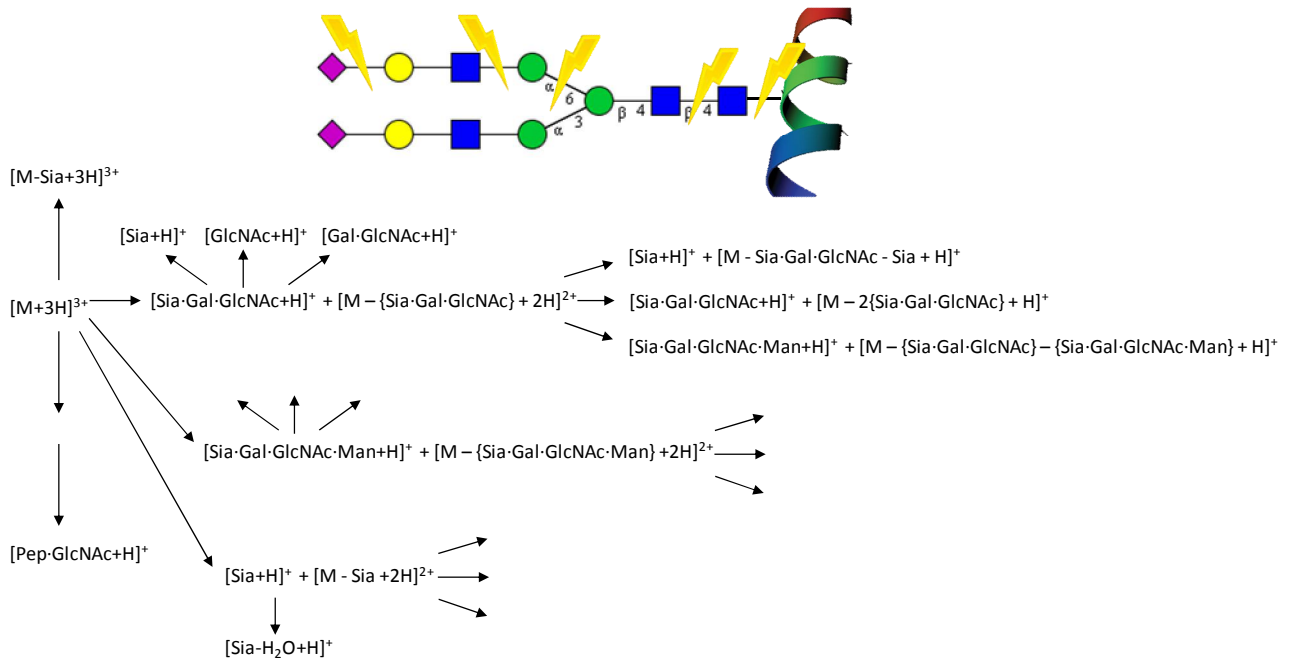 α 6
α 3
β 4 β 4
[M-Sia+3H]³⁺
[Sia+H]⁺ [GlcNAc+H]⁺ [Gal·GlcNAc+H]⁺
[Sia+H]⁺ + [M - Sia·Gal·GlcNAc - Sia + H]⁺
[M+3H]³⁺ [Sia·Gal·GlcNAc+H]⁺ + [M – {Sia·Gal·GlcNAc} + 2H]²⁺ [Sia·Gal·GlcNAc+H]⁺ + [M – 2{Sia·Gal·GlcNAc} + H]⁺
[Sia·Gal·GlcNAc·Man+H]⁺ + [M – {Sia·Gal·GlcNAc} – {Sia·Gal·GlcNAc·Man} + H]⁺
[Sia·Gal·GlcNAc·Man+H]⁺ + [M – {Sia·Gal·GlcNAc·Man} +2H]²⁺
[Pep·GlcNAc+H]⁺
[Sia+H]⁺ + [M - Sia +2H]²⁺
[Sia-H₂O+H]⁺